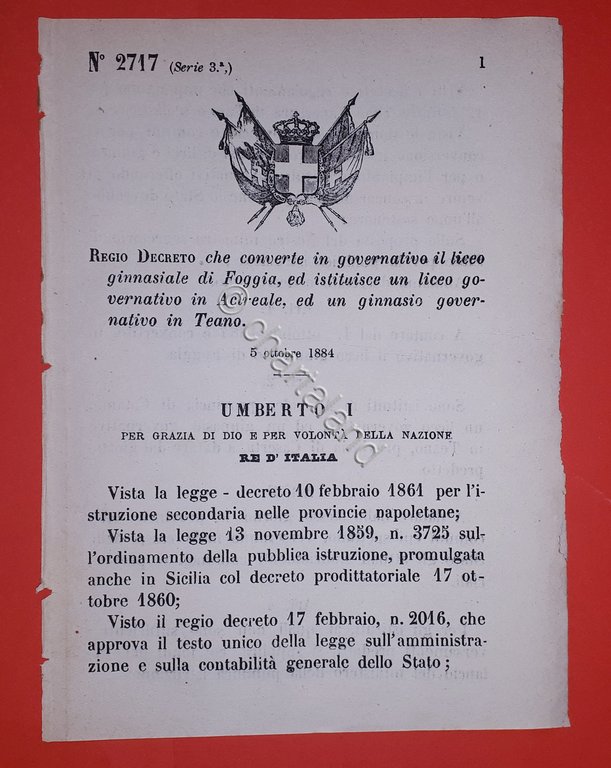 N° 2717 (Serie 3.ª,) 1
REGIO DECRETO che converte in governativo il liceo
ginnasiale di Foggia, ed istituisce un liceo go-
vernativo in Acireale, ed un ginnasio gover-
nativo in Teano.
5 ottobre 1884
UMBERTO I
PER GRAZIA DI DIO E PER VOLONTÀ DELLA NAZIONE
RE D' ITALIA
Vista la legge - decreto 10 febbraio 1861 per l'i-
struzione secondaria nelle provincie napoletane;
Vista la legge 13 novembre 1859, n. 3725 sul-
l'ordinamento della pubblica istruzione, promulgata
anche in Sicilia col decreto prodittatoriale 17 ot-
tobre 1860;
Visto il regio decreto 17 febbraio, n. 2016, che
approva il testo unico della legge sull'amministra-
zione e sulla contabilità generale dello Stato;
© chartaland